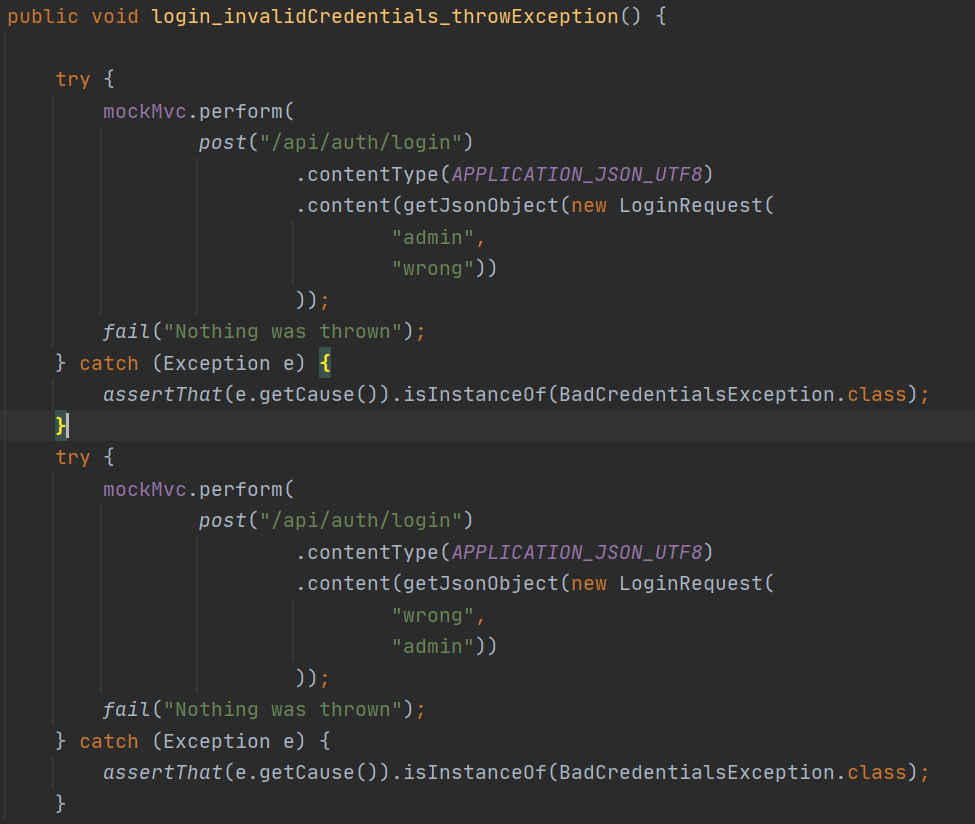 public void login_invalidCredentials_throwException() {
try {
mockMvc.perform(
post("/api/auth/login")
.contentType(APPLICATION_JSON_UTF8)
.content(getJsonObject(new LoginRequest(
"admin",
"wrong"))
));
fail("Nothing was thrown");
} catch (Exception e) {
assertThat(e.getCause()).isInstanceOf(BadCredentialsException.class);
}
try {
mockMvc.perform(
post("/api/auth/login")
.contentType(APPLICATION_JSON_UTF8)
.content(getJsonObject(new LoginRequest(
"wrong",
"admin"))
));
fail("Nothing was thrown");
} catch (Exception e) {
assertThat(e.getCause()).isInstanceOf(BadCredentialsException.class);
}